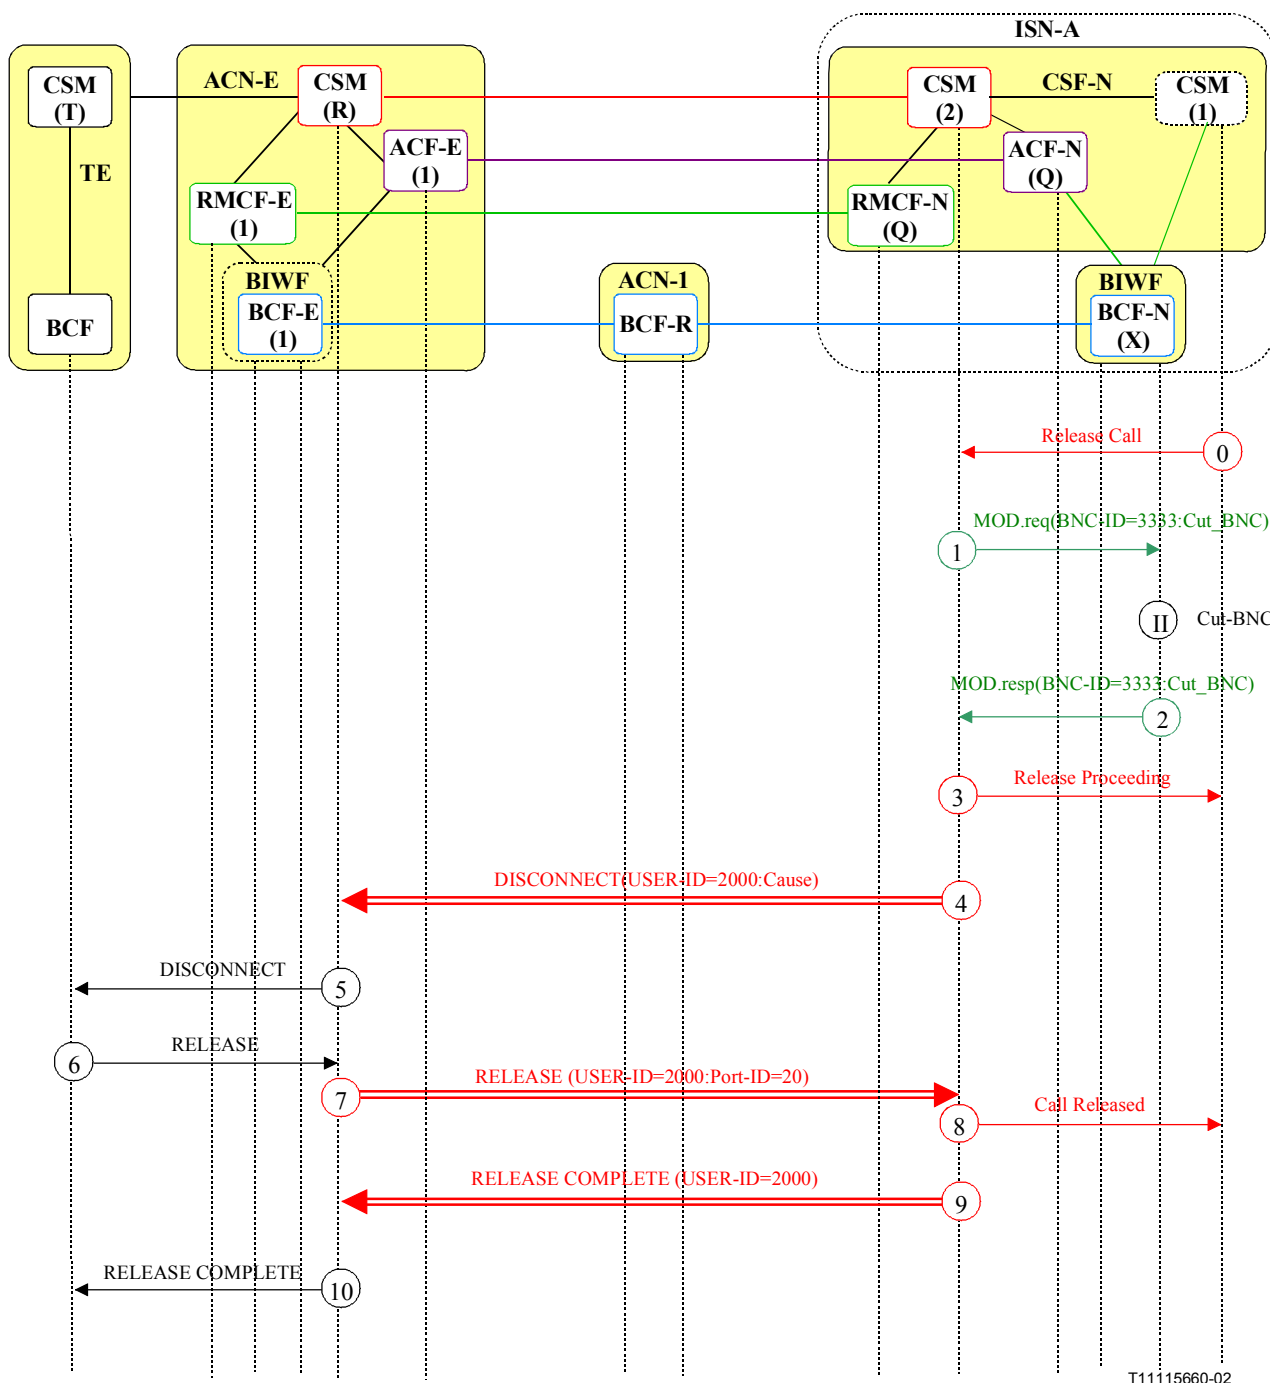 ISN-A
CSM
(T)
TE
BCF
ACN-E
CSM
(R)
ACF-E
(1)
RMCF-E
(1)
BIWF
BCF-E
(1)
ACN-1
BCF-R
CSM
(2)
CSF-N
CSM
(1)
ACF-N
(Q)
RMCF-N
(Q)
BIWF
BCF-N
(X)
Release Call
0
MOD.req(BNC-ID=3333:Cut_BNC)
1
II
Cut-BNC
MOD.resp(BNC-ID=3333:Cut_BNC)
2
Release Proceeding
3
DISCONNECT(USER-ID=2000:Cause)
4
DISCONNECT
5
RELEASE
6
RELEASE (USER-ID=2000:Port-ID=20)
7
Call Released
8
RELEASE COMPLETE (USER-ID=2000)
9
RELEASE COMPLETE
10
T11115660-02